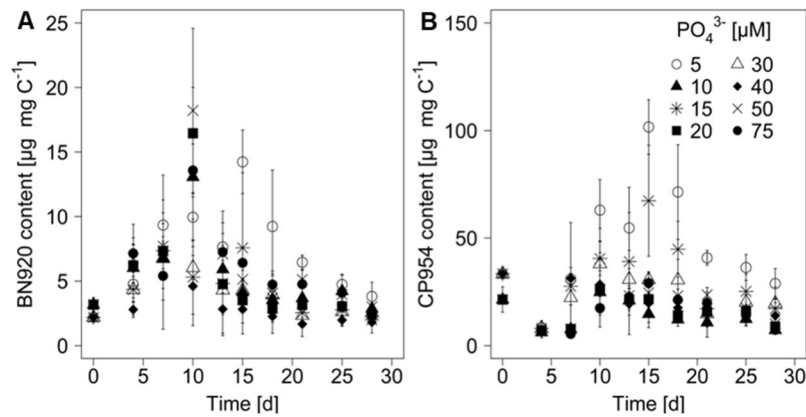 A
BN920 content [µg mg C⁻¹]
25
20
15
10
5
0
0 5 10 15 20 25 30
Time [d]
B
CP954 content [µg mg C⁻¹]
150
100
50
0
0 5 10 15 20 25 30
Time [d]
PO₄³⁻ [µM]
5 30
10 40
15 50
20 75